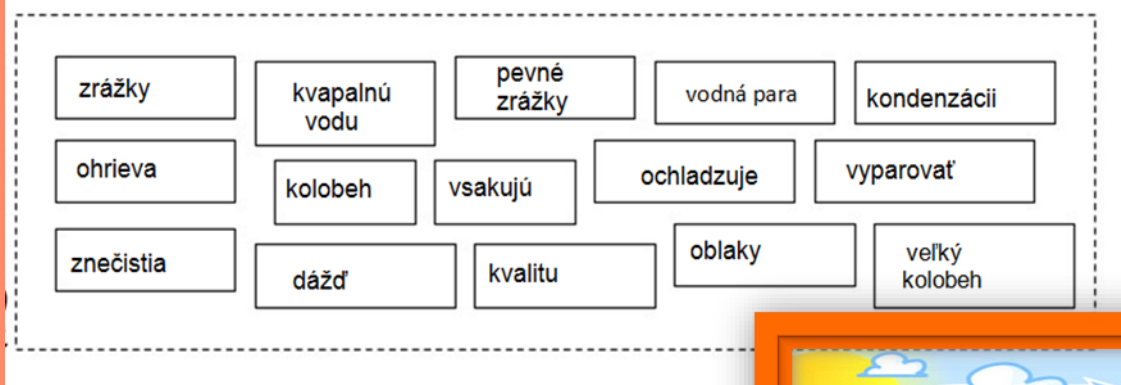 zrážky
kvapalnú
vodu
pevné
zrážky
vodná para
kondenzácii
ohrieva
kolobeh
vsakujú
ochladzuje
vyparovať
znečistia
dážď
kvalitu
oblaky
veľký
kolobeh